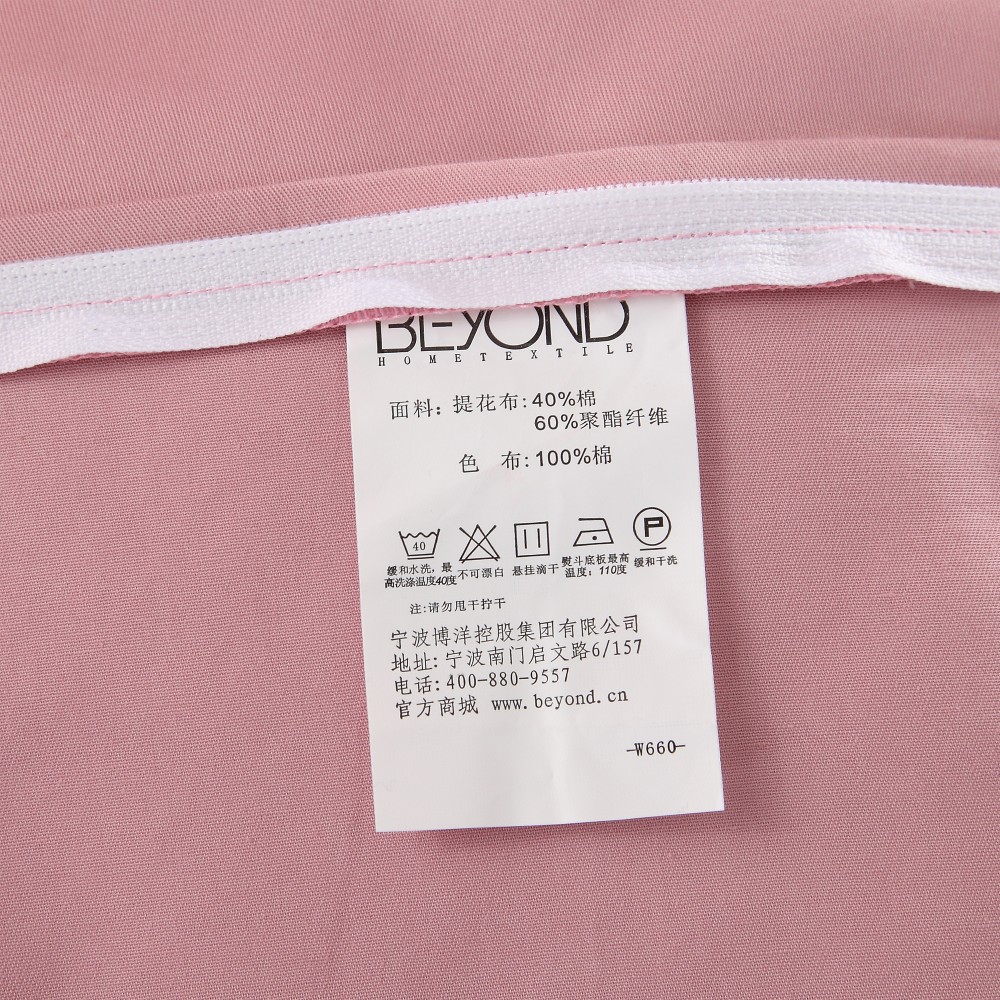 BEYOND
HOME TEXTILE
面料：提花布：40%棉
60%聚酯纤维
色 布：100%棉
40
P
缓和水洗，最
高洗涤温度40度
不可漂白
悬挂滴干
熨斗底板最高
温度：110度
缓和干洗
注：请勿甩干拧干
宁波博洋控股集团有限公司
地址：宁波南门启文路6/157
电话：400-880-9557
官方商城 www.beyond.cn
-W660-